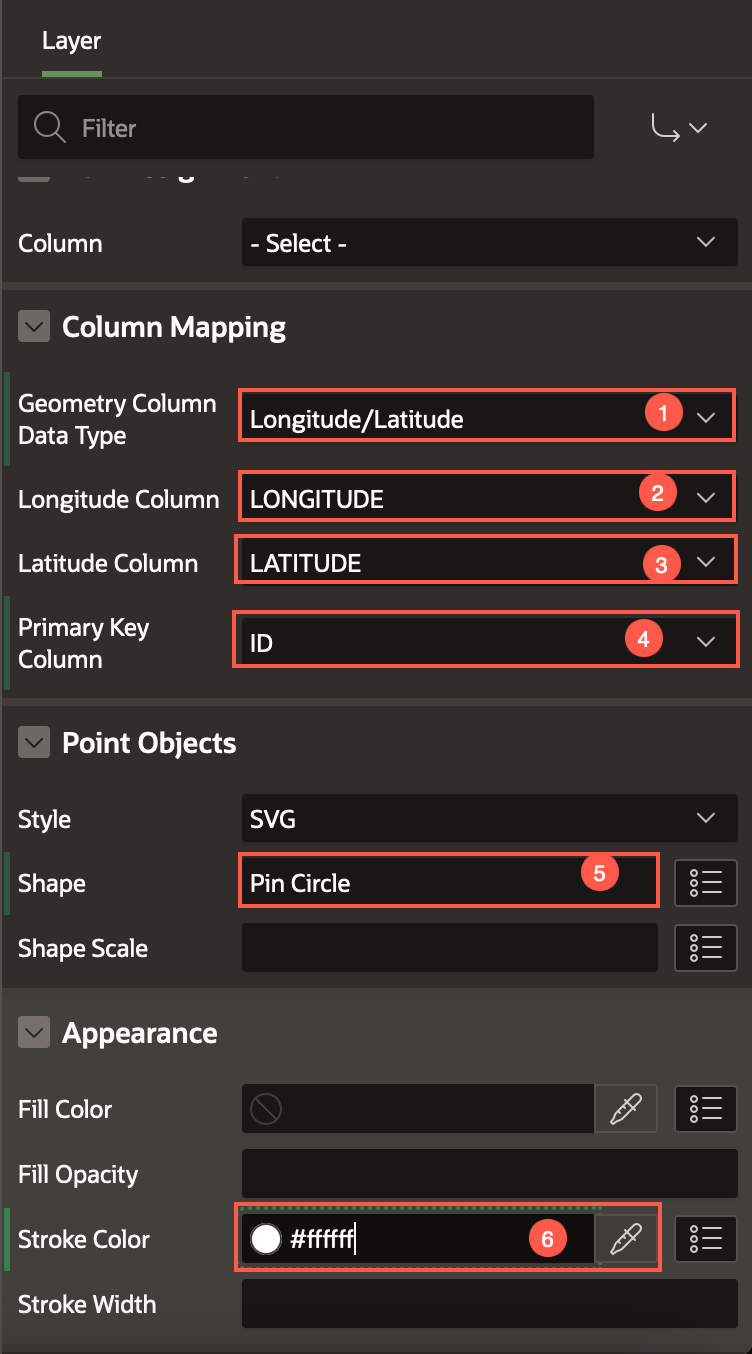 Layer
Filter
Column
- Select -
Column Mapping
Geometry Column
Data Type
Longitude/Latitude
1
Longitude Column
LONGITUDE
2
Latitude Column
LATITUDE
3
Primary Key
Column
ID
4
Point Objects
Style
SVG
Shape
Pin Circle
5
Shape Scale
Appearance
Fill Color
Fill Opacity
Stroke Color
#ffffff
6
Stroke Width